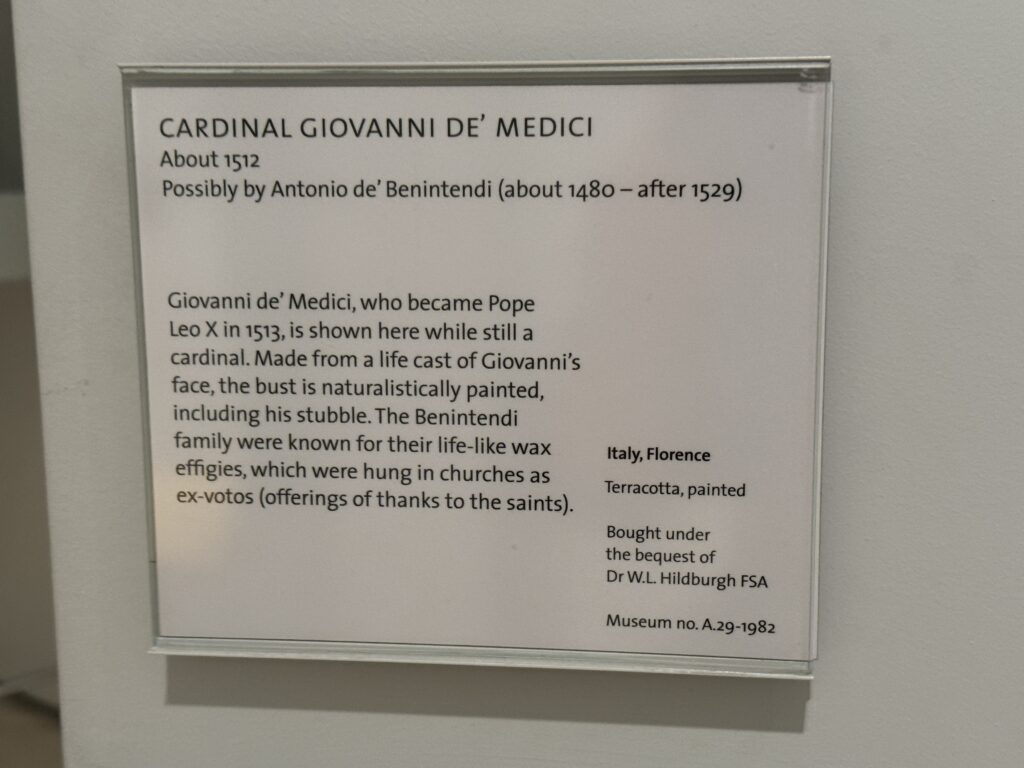 CARDINAL GIOVANNI DE’ MEDICI
About 1512
Possibly by Antonio de’ Benintendi (about 1480 – after 1529)
Giovanni de’ Medici, who became Pope
Leo X in 1513, is shown here while still a
cardinal. Made from a life cast of Giovanni’s
face, the bust is naturalistically painted,
including his stubble. The Benintendi
family were known for their life-like wax
effigies, which were hung in churches as
ex-votos (offerings of thanks to the saints).
Italy, Florence
Terracotta, painted
Bought under
the bequest of
Dr W.L. Hildburgh FSA
Museum no. A.29-1982